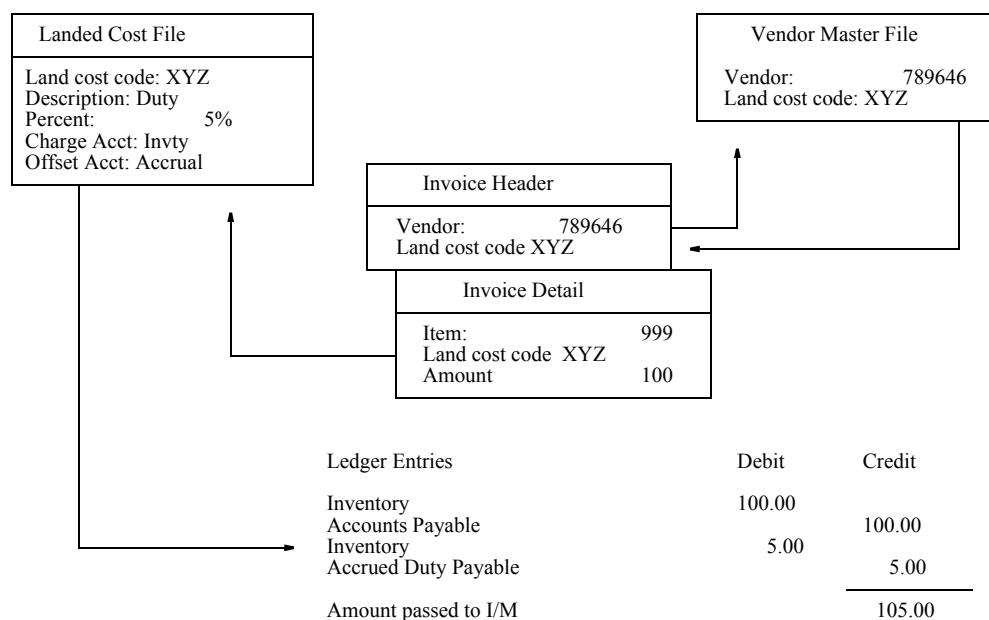 Landed Cost File
Land cost code: XYZ
Description: Duty
Percent: 5%
Charge Acct: Invty
Offset Acct: Accrual
Vendor Master File
Vendor: 789646
Land cost code: XYZ
Invoice Header
Vendor: 789646
Land cost code XYZ
Invoice Detail
Item: 999
Land cost code XYZ
Amount 100
Ledger Entries Debit Credit
Inventory 100.00
Accounts Payable 100.00
Inventory 5.00
Accrued Duty Payable 5.00
Amount passed to I/M 105.00